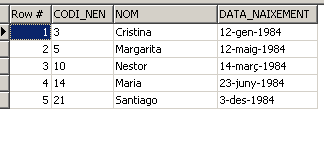 Row # CODI_NEN NOM DATA_NAIXEMENT
1 3 Cristina 12-gen-1984
2 5 Margarita 12-maig-1984
3 10 Nestor 14-març-1984
4 14 Maria 23-juny-1984
5 21 Santiago 3-des-1984